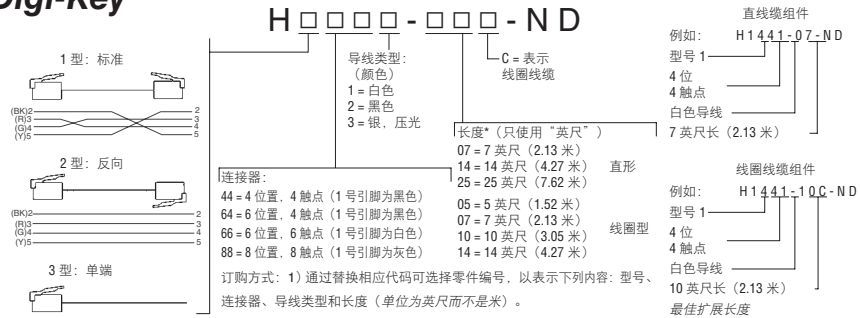 Digi-Key
H□□□□-□□□-ND
1 型：标准
(BK)2 2
(R)3 3
(G)4 4
(Y)5 5
2 型：反向
(BK)2 2
(R)3 3
(G)4 4
(Y)5 5
3 型：单端
导线类型：
（颜色）
1 = 白色
2 = 黑色
3 = 银，压光
C = 表示
线圈线缆
连接器：
44 = 4 位置，4 触点（1 号引脚为黑色）
64 = 6 位置，4 触点（1 号引脚为黑色）
66 = 6 位置，6 触点（1 号引脚为白色）
88 = 8 位置，8 触点（1 号引脚为灰色）
长度*（只使用“英尺”）
07 = 7 英尺（2.13 米）
14 = 14 英尺（4.27 米） 直形
25 = 25 英尺（7.62 米）
05 = 5 英尺（1.52 米）
07 = 7 英尺（2.13 米）
10 = 10 英尺（3.05 米） 线圈型
14 = 14 英尺（4.27 米）
订购方式：1）通过替换相应代码可选择零件编号，以表示下列内容：型号、
连接器、导线类型和长度（单位为英尺而不是米）。
直线缆组件
例如： H1441-07-ND
型号 1
4 位
4 触点
白色导线
7 英尺长（2.13 米）
线圈线缆组件
例如： H1441-10C-ND
型号 1
4 位
4 触点
白色导线
10 英尺长（2.13 米）
最佳扩展长度